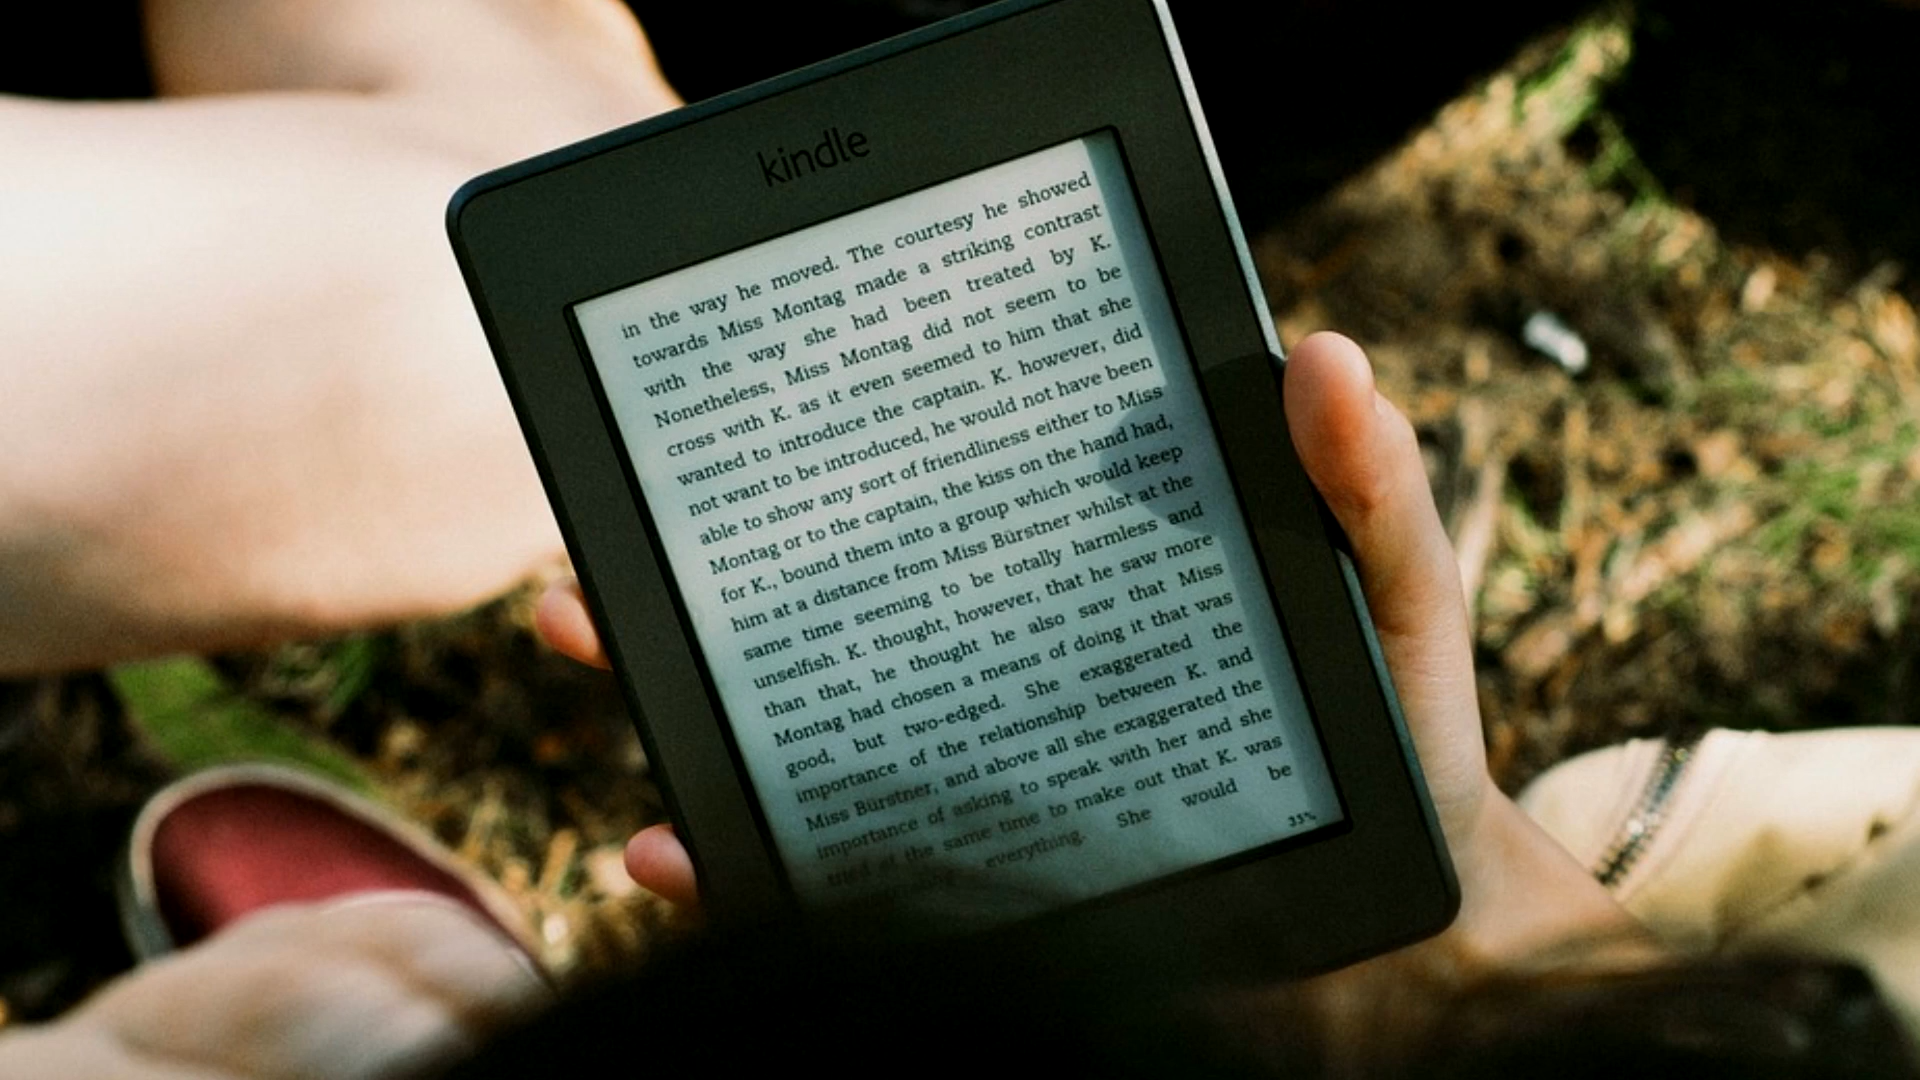 kindle
in the way he moved. The courtesy he showed
towards Miss Montag made a striking contrast
with the way she had been treated by K.
Nonetheless, Miss Montag did not seem to be
cross with K. as it even seemed to him that she
wanted to introduce the captain. K. however, did
not want to be introduced, he would not have been
able to show any sort of friendliness either to Miss
Montag or to the captain, the kiss on the hand had,
for K., bound them into a group which would keep
him at a distance from Miss Bürstner whilst at the
same time seeming to be totally harmless and
unselfish. K. thought, however, that he saw more
than that, he thought he also saw that Miss
Montag had chosen a means of doing it that was
good, but two-edged. She exaggerated the
importance of the relationship between K. and
Miss Bürstner, and above all she exaggerated the
importance of asking to speak with her and she
tried at the same time to make out that K. was
everything. She would be
35%